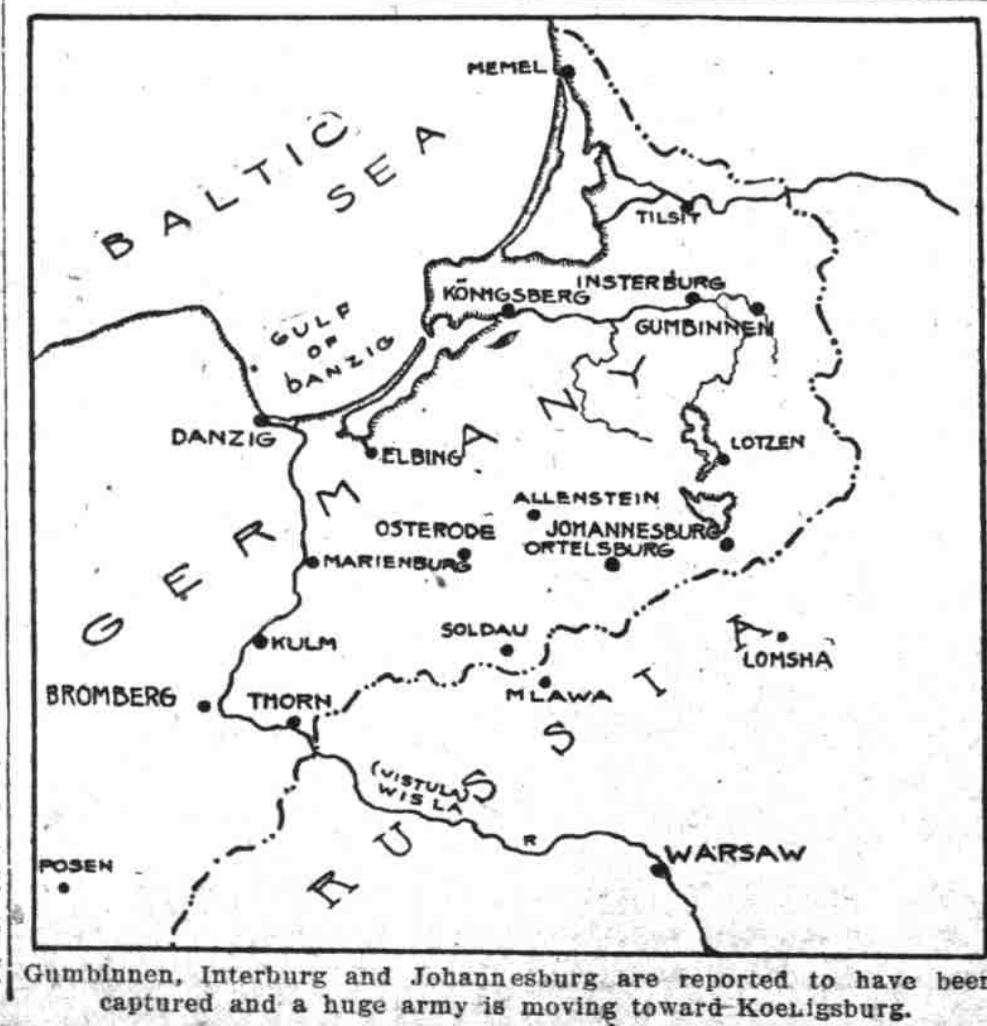 MEMEL
BALTIC
SEA
TILSIT
KÖNIGSBERG
INSTERBURG
GUMBINNEN
GULF
OF
DANZIG
DANZIG
ELBING
LOTZEN
GERMANY
ALLENSTEIN
OSTERODE
JOHANNESBURG
ORTELSBURG
MARIENBURG
KULM
SOLDAU
LOMSHA
BROMBERG
THORN
MLAWA
RUSSIA
(VISTULA)
WISLA
R
POSEN
WARSAW
Gumbinnen, Interburg and Johannesburg are reported to have been
captured and a huge army is moving toward Koenigsburg.